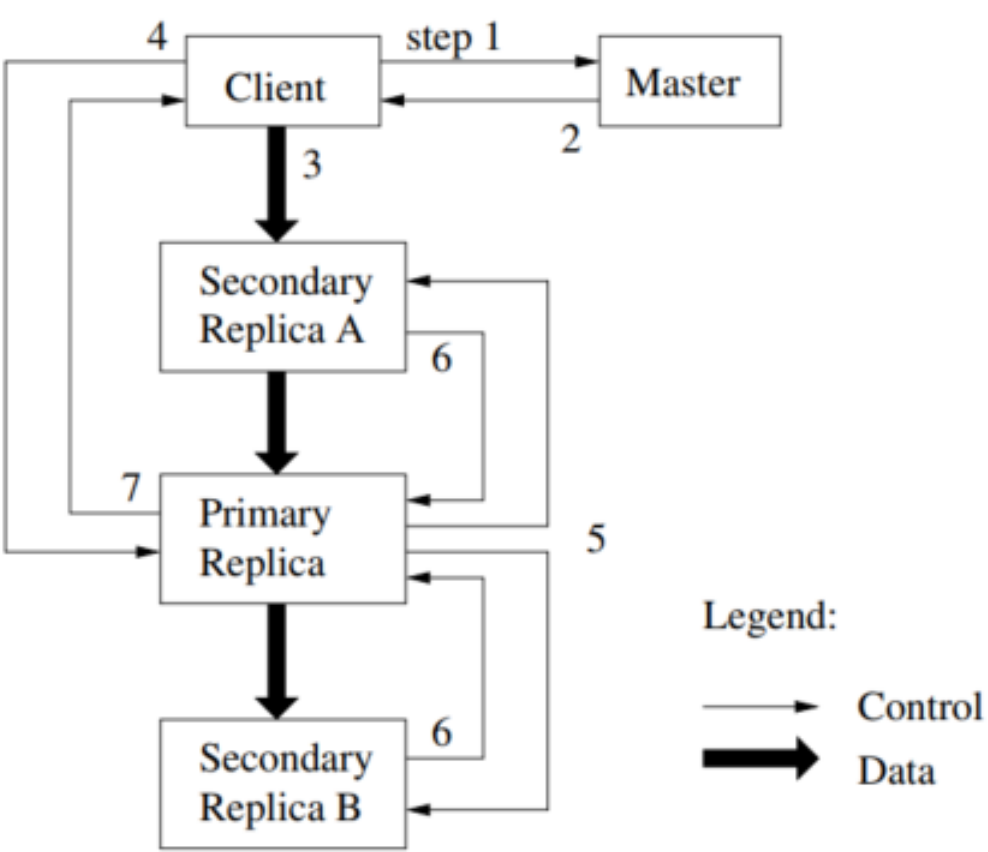 4
step 1
Client
Master
2
3
Secondary
Replica A
6
7
Primary
Replica
5
Legend:
Control
Data
6
Secondary
Replica B